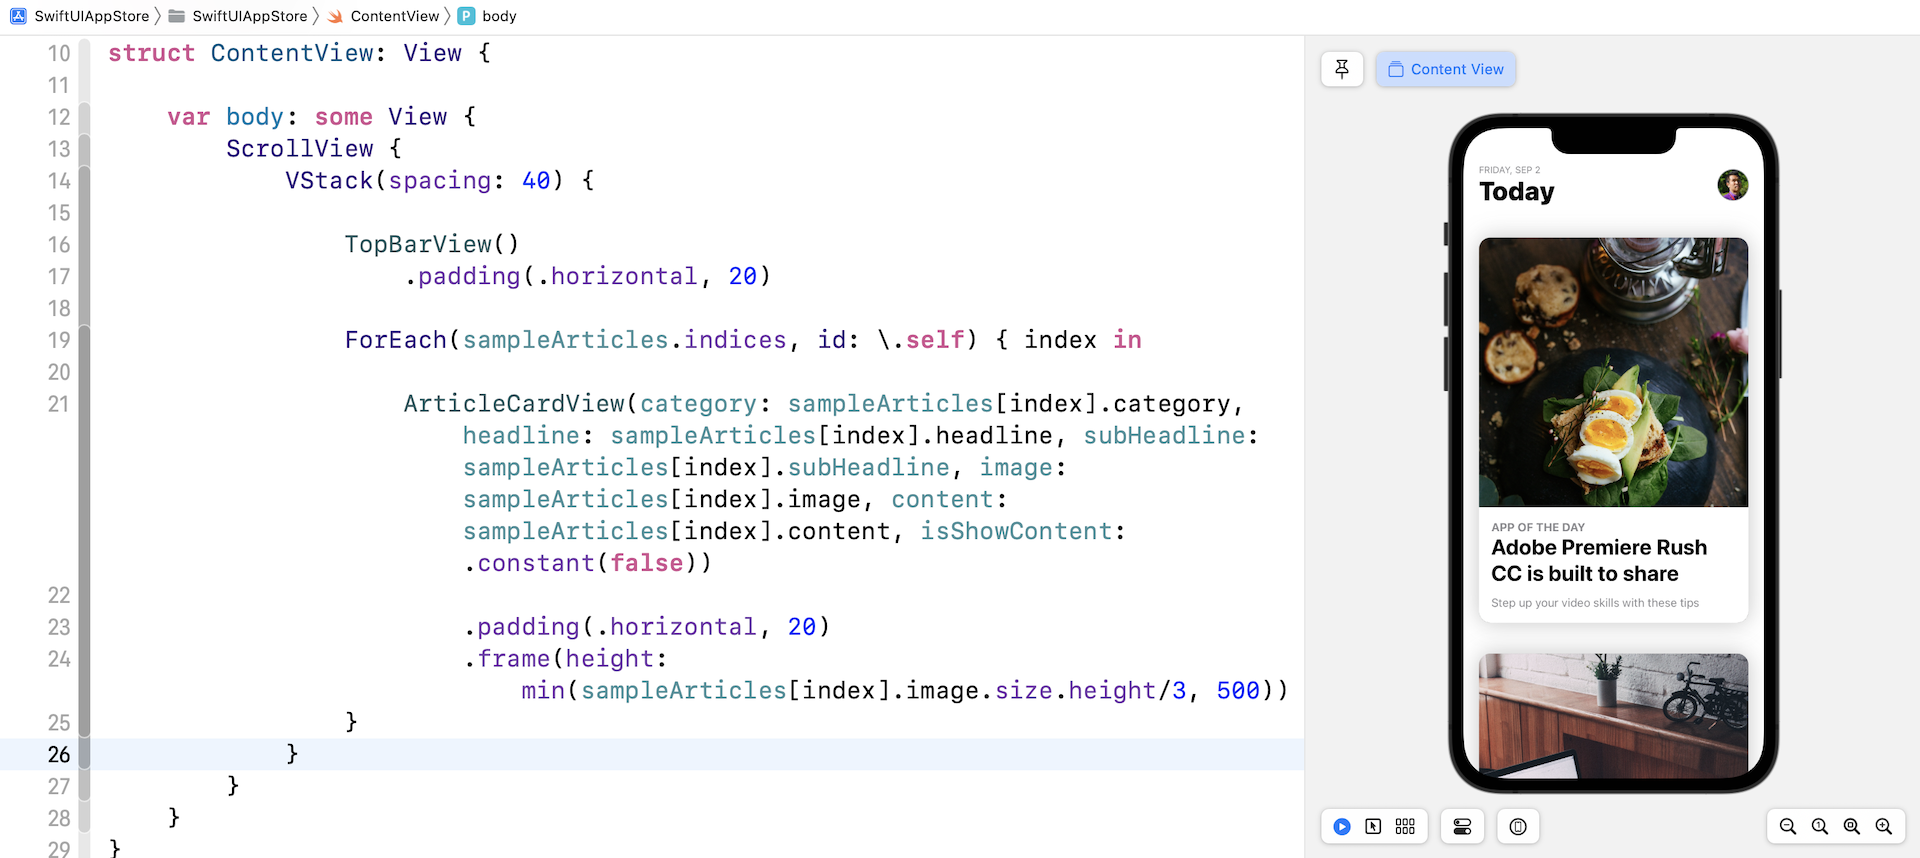 SwiftUIAppStore SwiftUIAppStore ContentView P body
10 struct ContentView: View {
11
12 var body: some View {
13 ScrollView {
14 VStack(spacing: 40) {
15
16 TopBarView()
17 .padding(.horizontal, 20)
18
19 ForEach(sampleArticles.indices, id: \.self) { index in
20
21 ArticleCardView(category: sampleArticles[index].category,
headline: sampleArticles[index].headline, subHeadline:
sampleArticles[index].subHeadline, image:
sampleArticles[index].image, content:
sampleArticles[index].content, isShowContent:
.constant(false))
22
23 .padding(.horizontal, 20)
24 .frame(height:
min(sampleArticles[index].image.size.height/3, 500))
25 }
26 }
27 }
28 }
29 }
Content View
FRIDAY, SEP 2
Today
APP OF THE DAY
Adobe Premiere Rush
CC is built to share
Step up your video skills with these tips